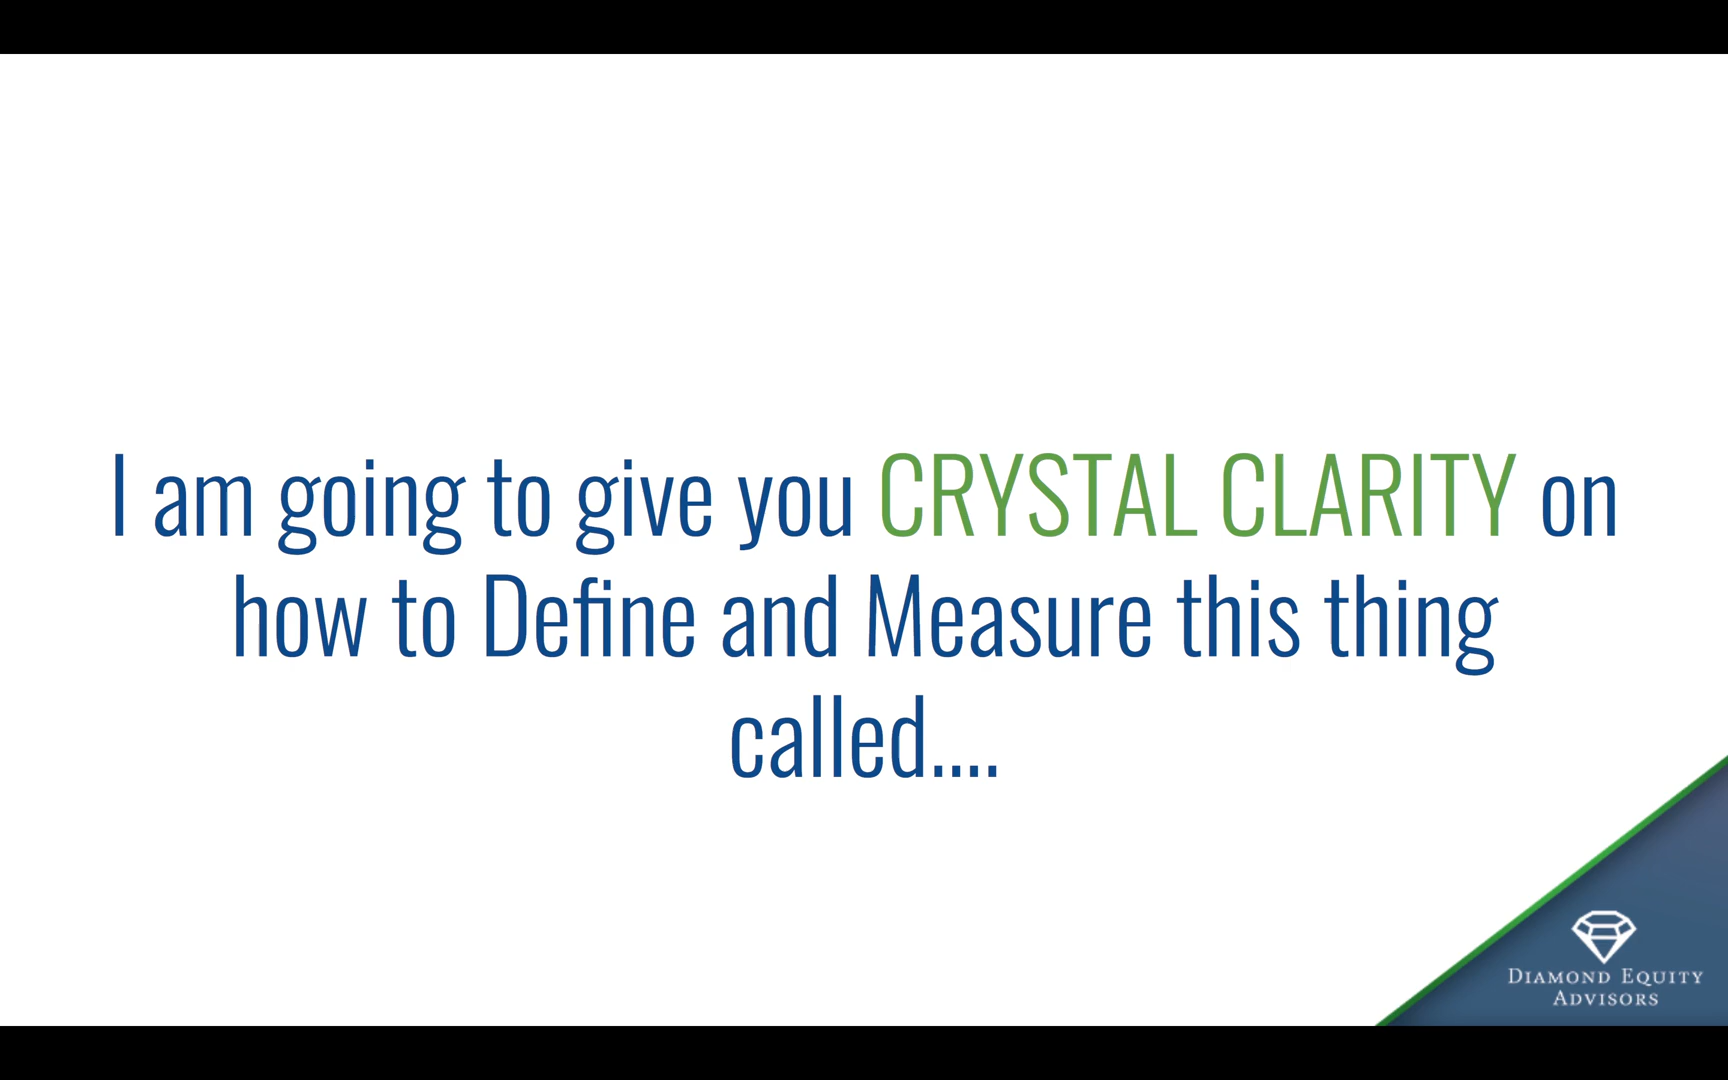 I am going to give you CRYSTAL CLARITY on
how to Define and Measure this thing
called....
DIAMOND EQUITY
ADVISORS